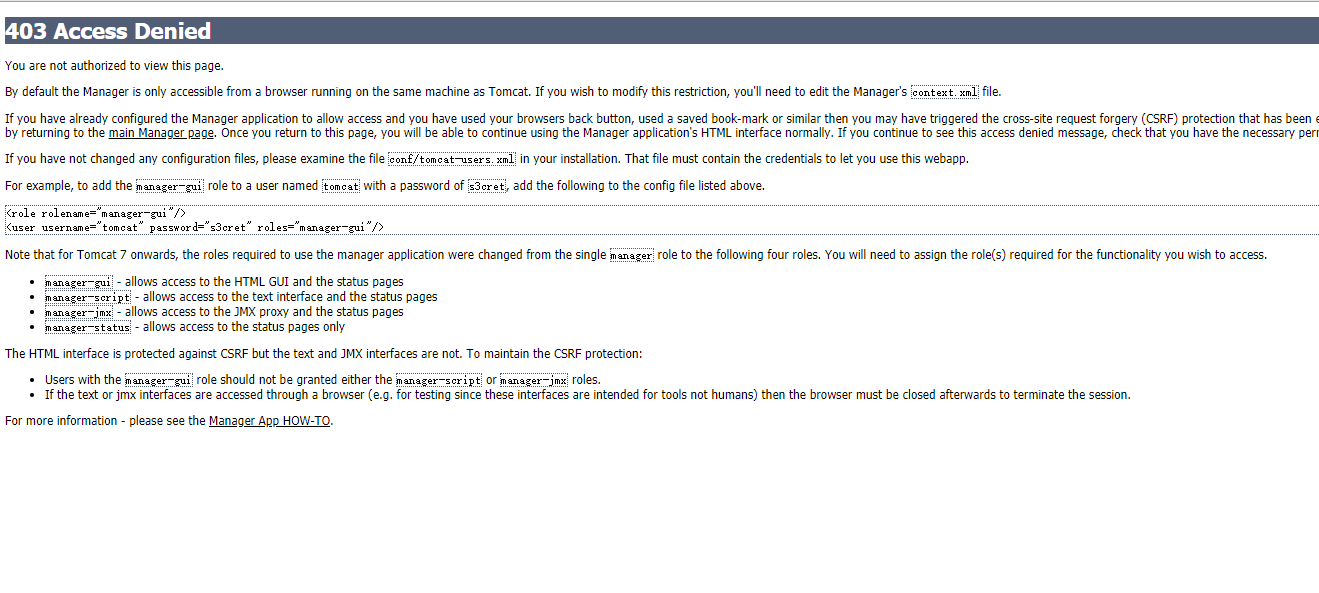 403 Access Denied
You are not authorized to view this page.
By default the Manager is only accessible from a browser running on the same machine as Tomcat. If you wish to modify this restriction, you'll need to edit the Manager's context.xml file.
If you have already configured the Manager application to allow access and you have used your browsers back button, used a saved book-mark or similar then you may have triggered the cross-site request forgery (CSRF) protection that has been
by returning to the main Manager page. Once you return to this page, you will be able to continue using the Manager application's HTML interface normally. If you continue to see this access denied message, check that you have the necessary
If you have not changed any configuration files, please examine the file conf/tomcat-users.xml in your installation. That file must contain the credentials to let you use this webapp.
For example, to add the manager-gui role to a user named tomcat with a password of s3cret, add the following to the config file listed above.
<role rolename="manager-gui"/>
<user username="tomcat" password="s3cret" roles="manager-gui"/>
Note that for Tomcat 7 onwards, the roles required to use the manager application were changed from the single manager role to the following four roles. You will need to assign the role(s) required for the functionality you wish to access.
• manager-gui - allows access to the HTML GUI and the status pages
• manager-script - allows access to the text interface and the status pages
• manager-jmx - allows access to the JMX proxy and the status pages
• manager-status - allows access to the status pages only
The HTML interface is protected against CSRF but the text and JMX interfaces are not. To maintain the CSRF protection:
• Users with the manager-gui role should not be granted either the manager-script or manager-jmx roles.
• If the text or jmx interfaces are accessed through a browser (e.g. for testing since these interfaces are intended for tools not humans) then the browser must be closed afterwards to terminate the session.
For more information - please see the Manager App HOW-TO.